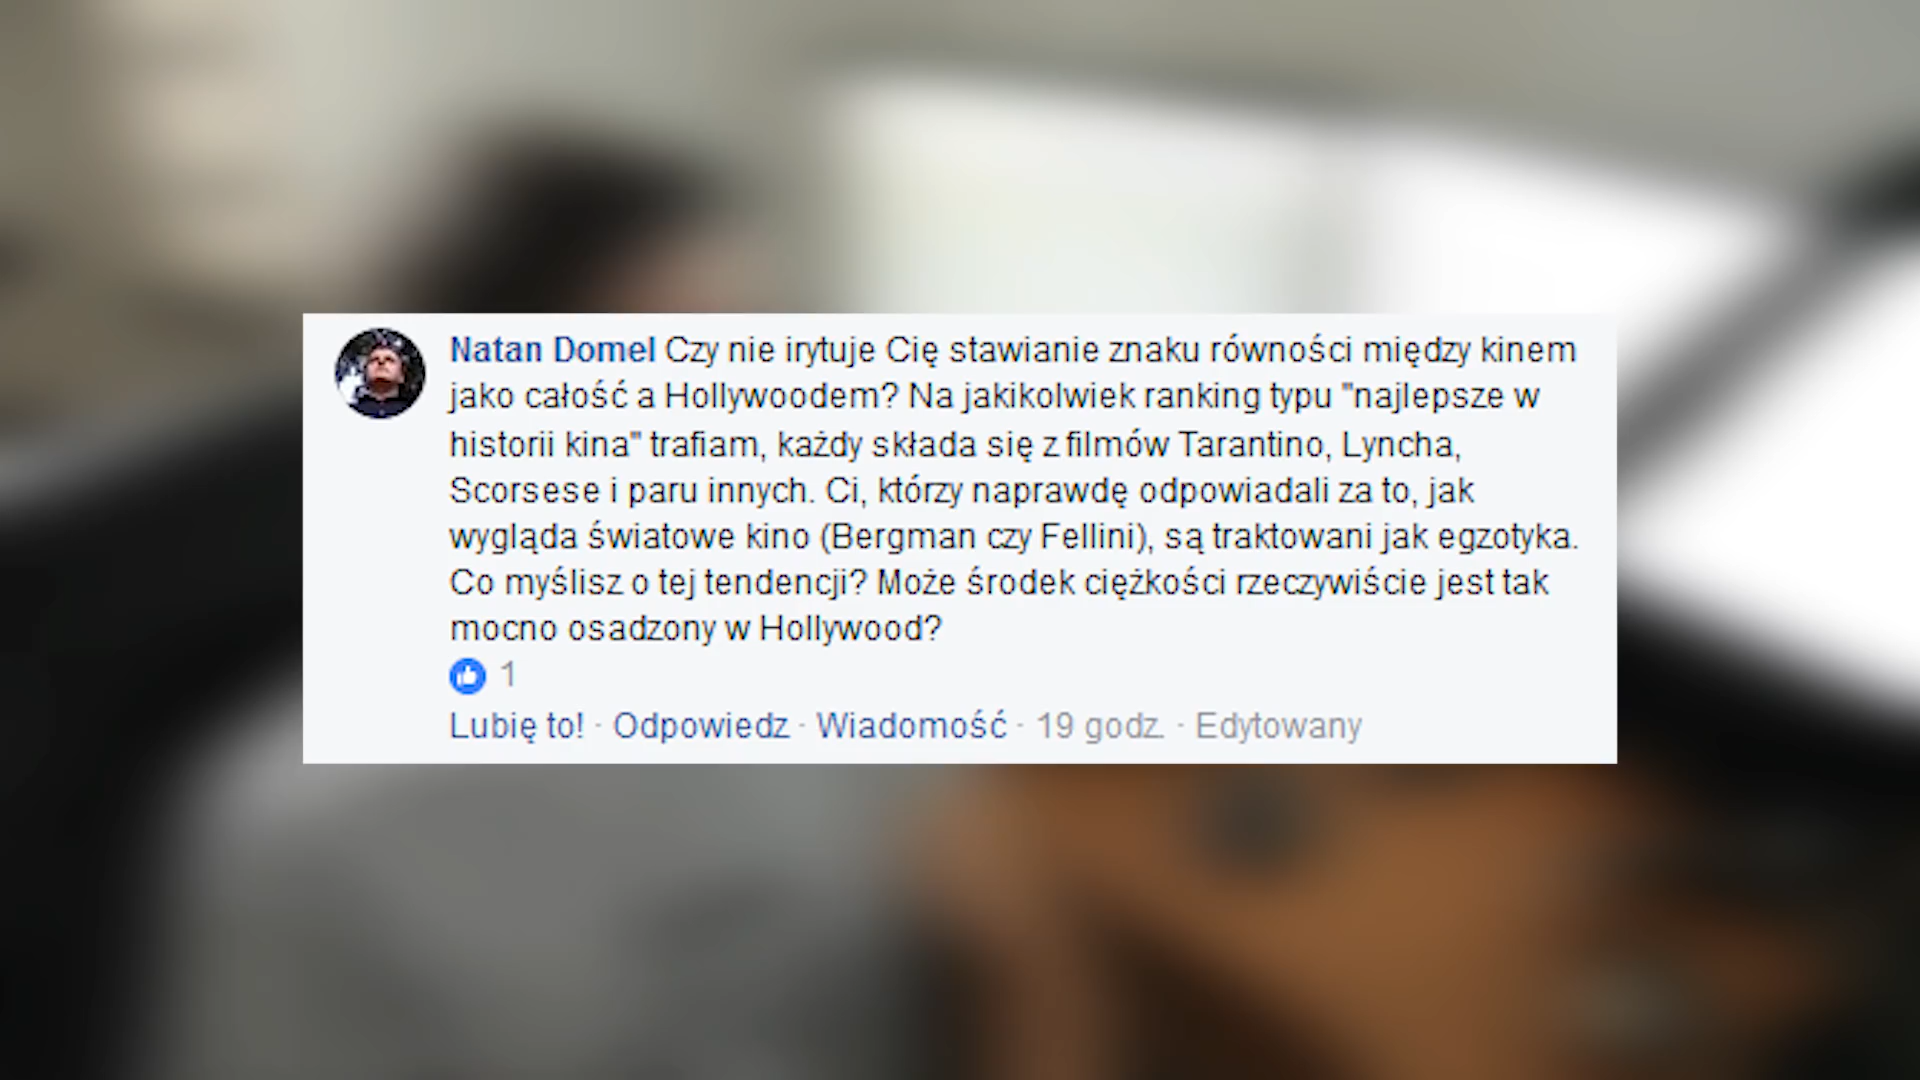 Natan Domel Czy nie irytuje Cię stawianie znaku równości między kinem
jako całość a Hollywoodem? Na jakikolwiek ranking typu "najlepsze w
historii kina" trafiam, każdy składa się z filmów Tarantino, Lyncha,
Scorsese i paru innych. Ci, którzy naprawdę odpowiadali za to, jak
wygląda światowe kino (Bergman czy Fellini), są traktowani jak egzotyka.
Co myślisz o tej tendencji? Może środek ciężkości rzeczywiście jest tak
mocno osadzony w Hollywood?
1
Lubię to! · Odpowiedz · Wiadomość · 19 godz. · Edytowany